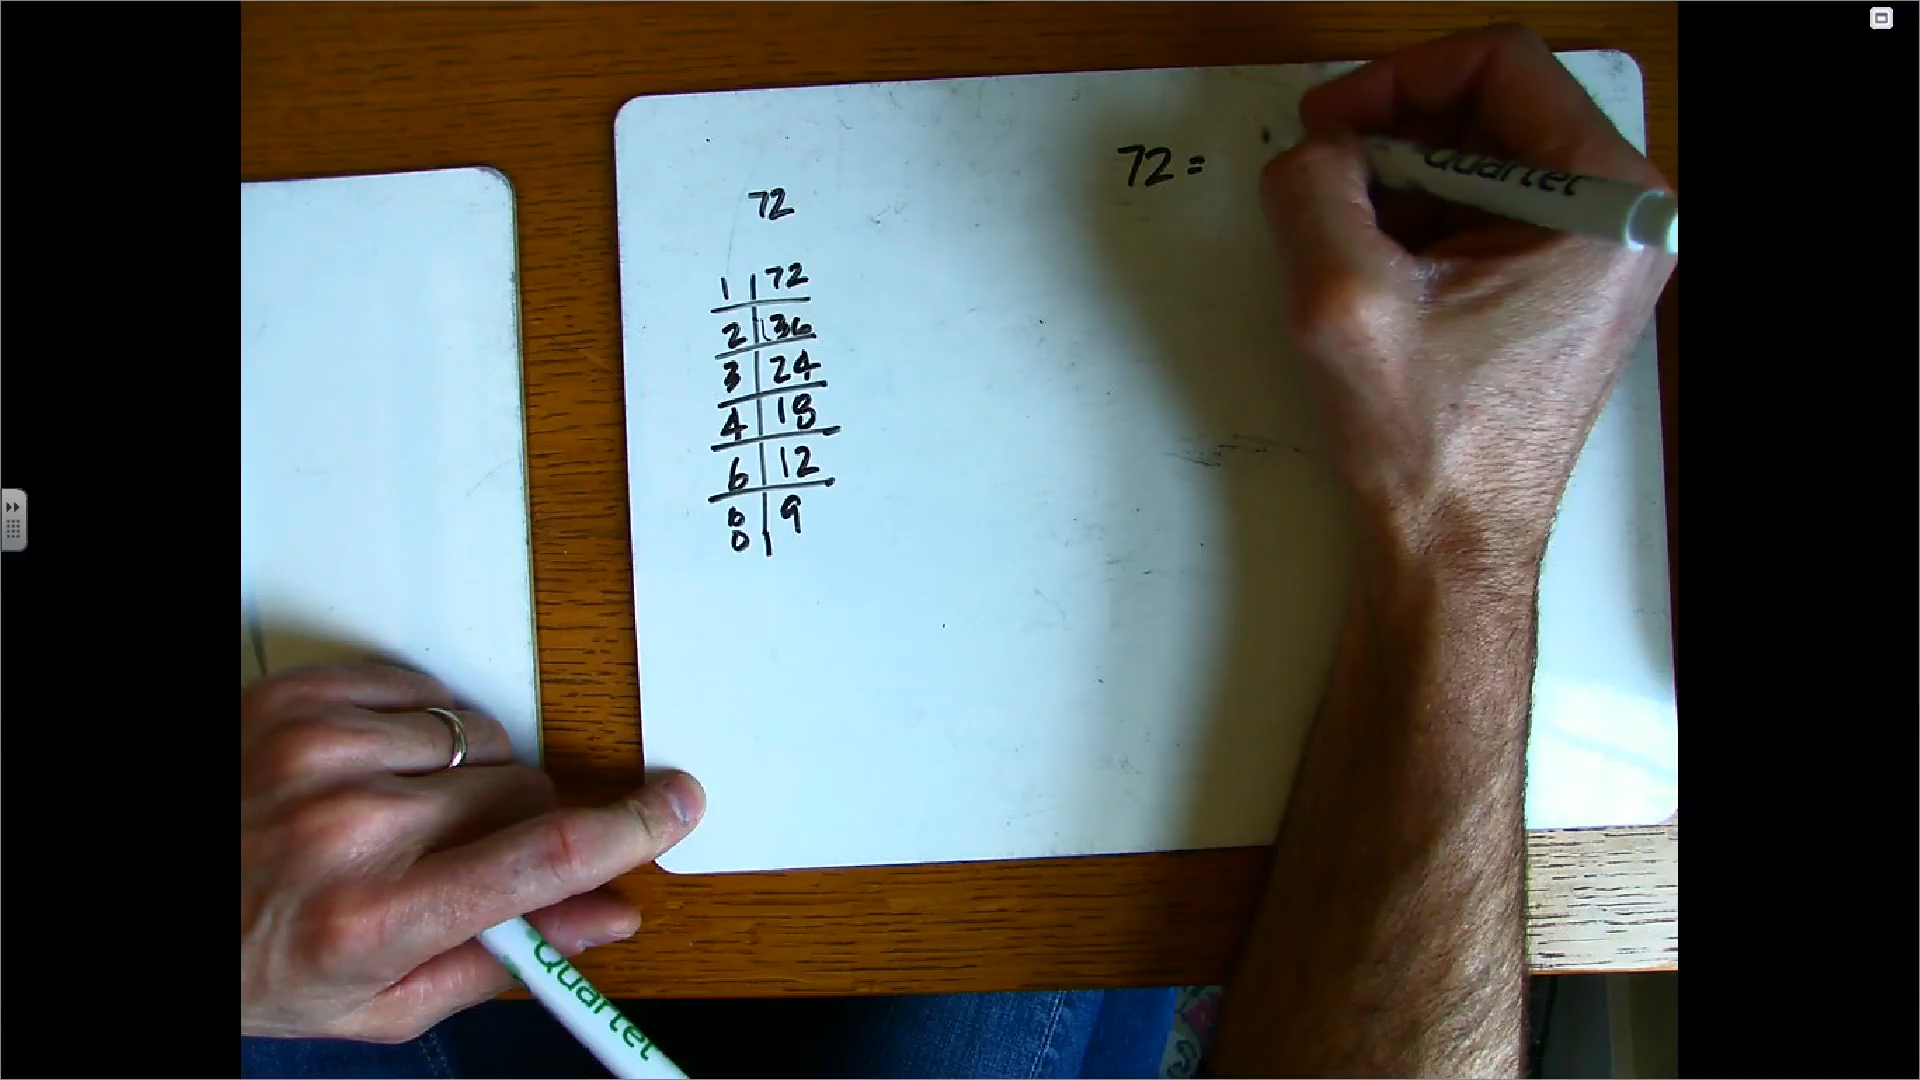 72
1 | 72
2 | 36
3 | 24
4 | 18
6 | 12
8 | 9
72 =
Quartet
Quartet